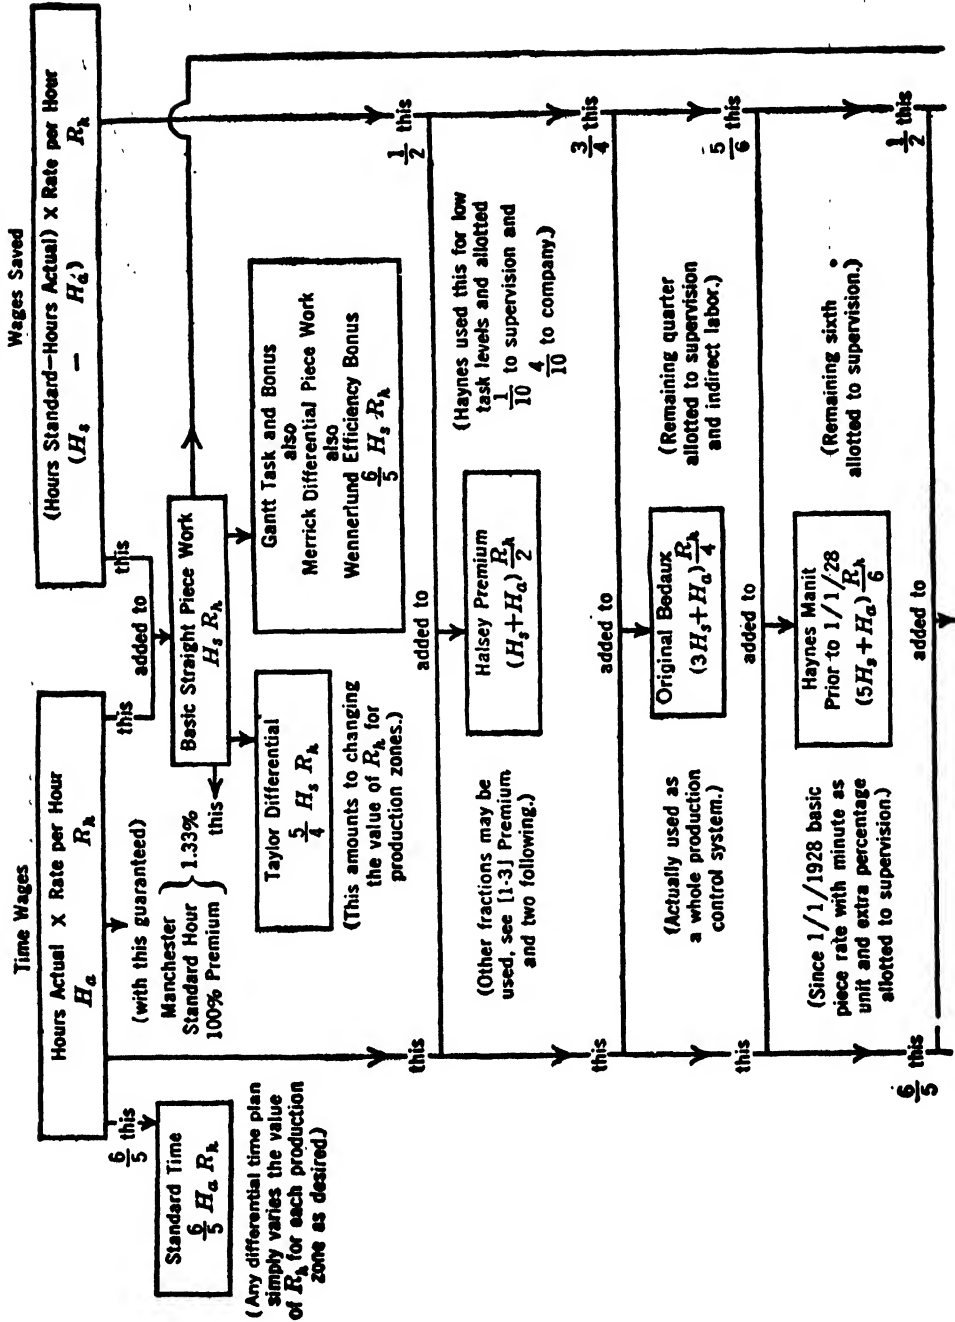 Time Wages
Hours Actual X Rate per Hour
H_a R_h
Wages Saved
(Hours Standard—Hours Actual) X Rate per Hour
(H_s — H_a) R_h
6/5 this
Standard Time
6/5 H_a R_h
(Any differential time plan
simply varies the value
of R_h for each production
zone as desired.)
(with this guaranteed)
this
added to
this
Basic Straight Piece Work
H_s R_h
Manchester
Standard Hour
100% Premium
1.33%
this
Taylor Differential
5/4 H_s R_h
(This amounts to changing
the value of R_h for
production zones.)
Gantt Task and Bonus
also
Merrick Differential Piece Work
also
Wennerlund Efficiency Bonus
6/5 H_s R_h
this
added to
1/2 this
(Other fractions may be
used, see [1-3] Premium
and two following.)
Halsey Premium
(H_s+H_a) R_h/2
(Haynes used this for low
task levels and allotted
1/10 to supervision and
4/10 to company.)
this
added to
3/4 this
(Actually used as
a whole production
control system.)
Original Bedaux
(3H_s+H_a) R_h/4
(Remaining quarter
allotted to supervision
and indirect labor.)
this
added to
5/6 this
(Since 1/1/1928 basic
piece rate with minute as
unit and extra percentage
allotted to supervision.)
Haynes Manit
Prior to 1/1/28
(5H_s+H_a) R_h/6
(Remaining sixth
allotted to supervision.)
6/5 this
added to
1/2 this